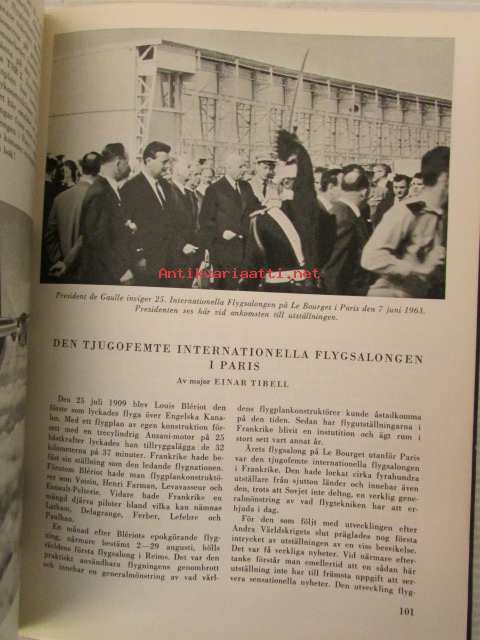 Antikvariaatti.net
President de Gaulle inviger 25. Internationella Flygsalongen på Le Bourget i Paris den 7 juni 1963.
Presidenten ses här vid ankomsten till utställningen.
DEN TJUGOFEMTE INTERNATIONELLA FLYGSALONGEN
I PARIS
Av major EINAR TIBELL
Den 25 juli 1909 blev Louis Blériot den
förste som lyckades flyga över Engelska Kana-
len. Med ett flygplan av egen konstruktion för-
sett med en trecylindrig Anzani-motor på 25
hästkrafter lyckades han tillryggalägga de 32
kilometerna på 37 minuter. Frankrike hade be-
fäst sin ställning som den ledande flygnationen.
Förutom Blériot hade man flygplanskonstruktö-
rer som Voisin, Henri Farman, Levavasseur och
Esnault-Pelterie. Vidare hade Frankrike en
mängd djärva piloter bland vilka kan nämnas
Latham, Delagrange, Ferber, Lefebre och
Paulhan.
En månad efter Blériots epokgörande flyg-
ning, närmare bestämt 2—29 augusti, hölls
världens första flygsalong i Reims. Det var den
praktiskt användbara flygningens genombrott
och innebar en generalmönstring av vad värl-
dens flygplankonstruktörer kunde åstadkomma
på den tiden. Sedan har flygutställningarna i
Frankrike blivit en institution och ägt rum i
stort sett vart annat år.
Årets flygsalong på Le Bourget utanför Paris
var den tjugofemte internationella flygsalongen
i Frankrike. Den hade lockat cirka fyrahundra
utställare från sjutton länder och innebar även
den, trots att Sovjet inte deltog, en verklig gene-
ralmönstring av vad flygtekniken har att er-
bjuda i dag.
För den som följt med utvecklingen efter
Andra Världskrigets slut präglades nog första
intrycket av utställningen av en viss besvikelse.
Det var få verkliga nyheter. Vid närmare efter-
tanke förstår man emellertid att en sådan här
utställning inte har till främsta uppgift att ser-
vera sensationella nyheter. Den utveckling flyg-
101